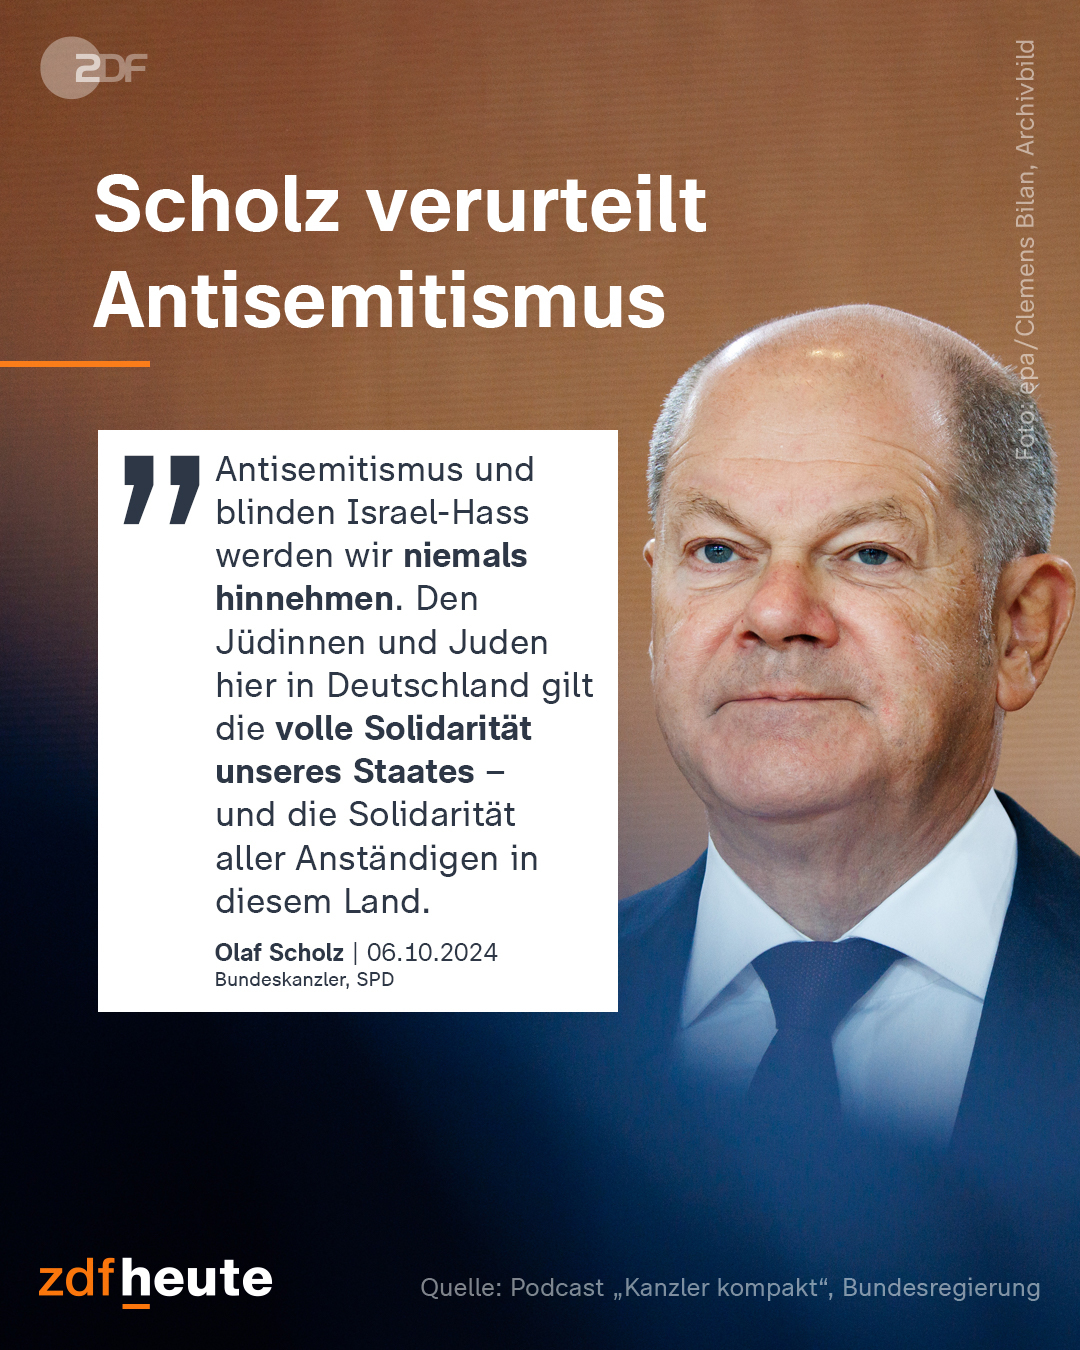 ZDF
Foto: epa/Clemens Bilan, Archivbild
Scholz verurteilt
Antisemitismus
” Antisemitismus und
blinden Israel-Hass
werden wir niemals
hinnehmen. Den
Jüdinnen und Juden
hier in Deutschland gilt
die volle Solidarität
unseres Staates –
und die Solidarität
aller Anständigen in
diesem Land.
Olaf Scholz | 06.10.2024
Bundeskanzler, SPD
zdfheute
Quelle: Podcast „Kanzler kompakt“, Bundesregierung